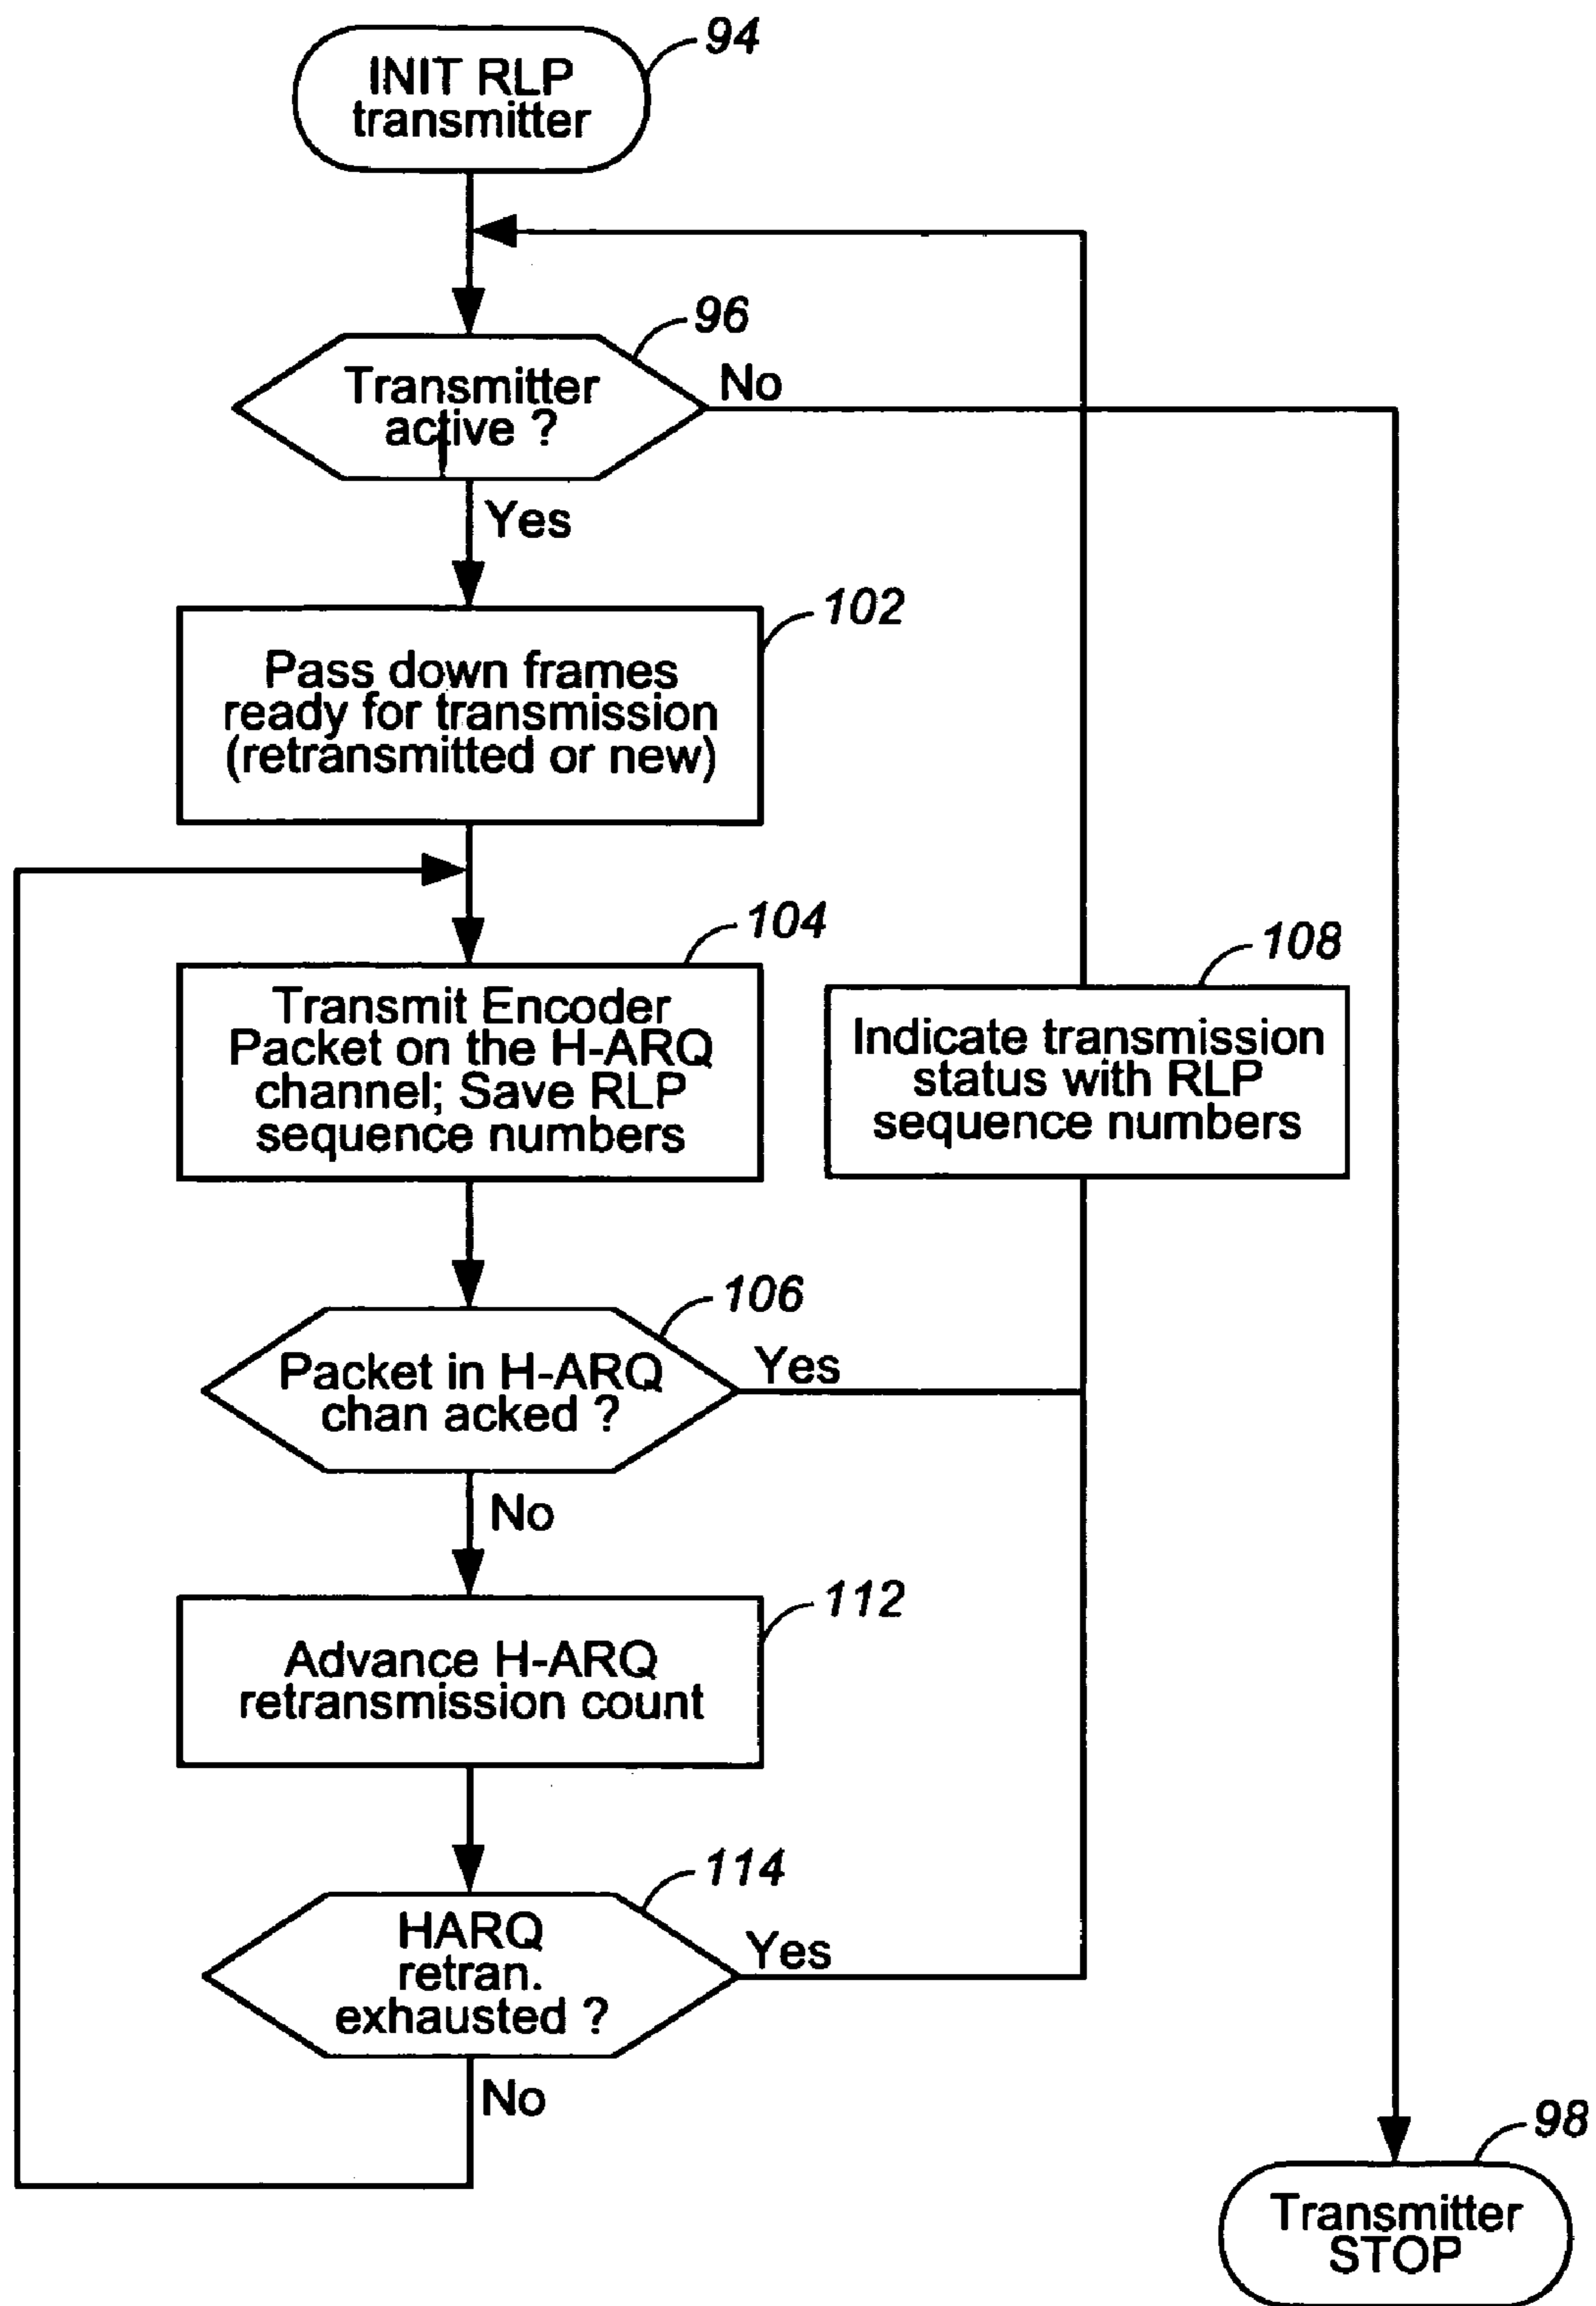 94
INIT RLP
transmitter
96
Transmitter
active ?
No
Yes
102
Pass down frames
ready for transmission
(retransmitted or new)
104
Transmit Encoder
Packet on the H-ARQ
channel; Save RLP
sequence numbers
108
Indicate transmission
status with RLP
sequence numbers
106
Packet in H-ARQ
chan acked ?
Yes
No
112
Advance H-ARQ
retransmission count
114
HARQ
retran.
exhausted ?
Yes
No
98
Transmitter
STOP